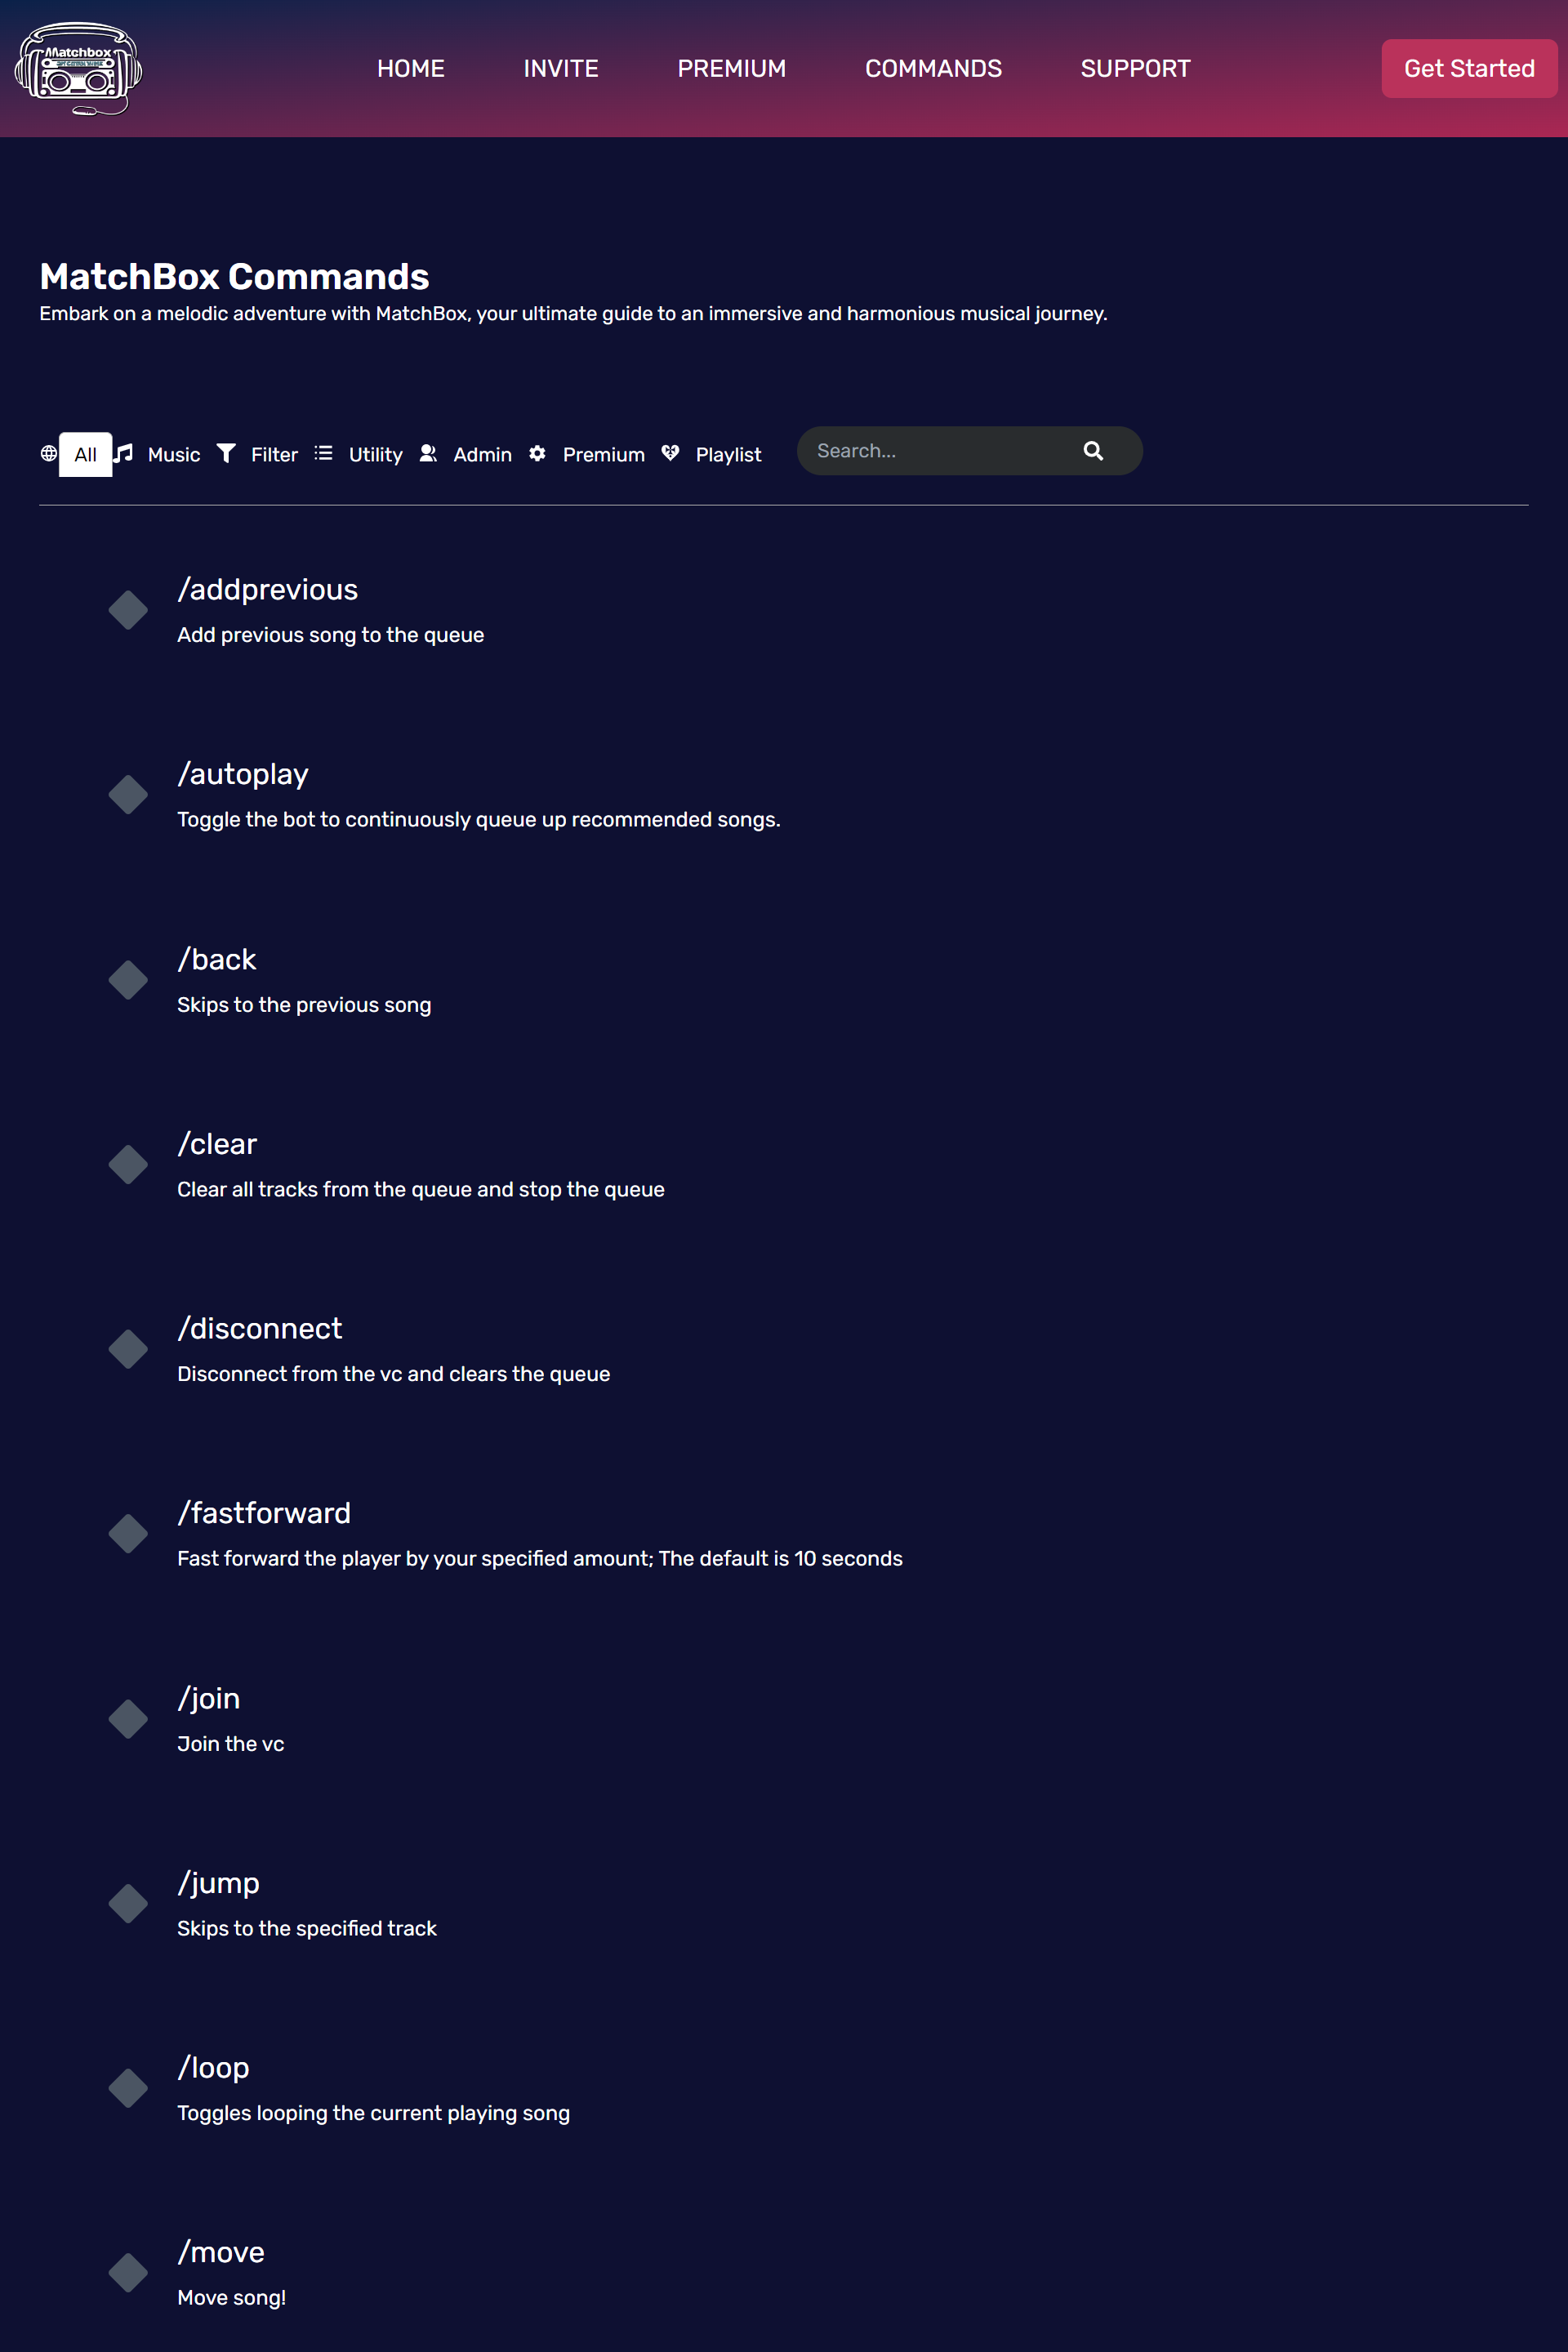 Matchbox
HOME INVITE PREMIUM COMMANDS SUPPORT Get Started
MatchBox Commands
Embark on a melodic adventure with MatchBox, your ultimate guide to an immersive and harmonious musical journey.
All Music Filter Utility Admin Premium Playlist Search...
/addprevious
Add previous song to the queue
/autoplay
Toggle the bot to continuously queue up recommended songs.
/back
Skips to the previous song
/clear
Clear all tracks from the queue and stop the queue
/disconnect
Disconnect from the vc and clears the queue
/fastforward
Fast forward the player by your specified amount; The default is 10 seconds
/join
Join the vc
/jump
Skips to the specified track
/loop
Toggles looping the current playing song
/move
Move song!